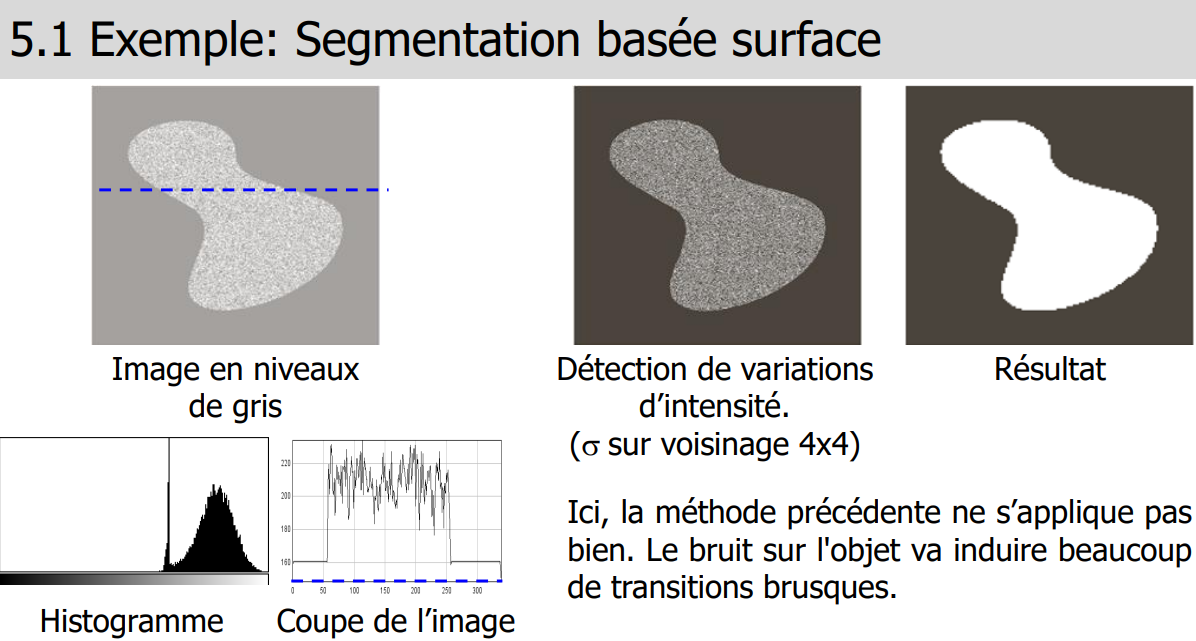 5.1 Exemple: Segmentation basée surface
Image en niveaux
de gris
Détection de variations
d’intensité.
(σ sur voisinage 4x4)
Résultat
220
200
180
160
0 50 100 150 200 250 300
Histogramme
Coupe de l’image
Ici, la méthode précédente ne s’applique pas
bien. Le bruit sur l'objet va induire beaucoup
de transitions brusques.